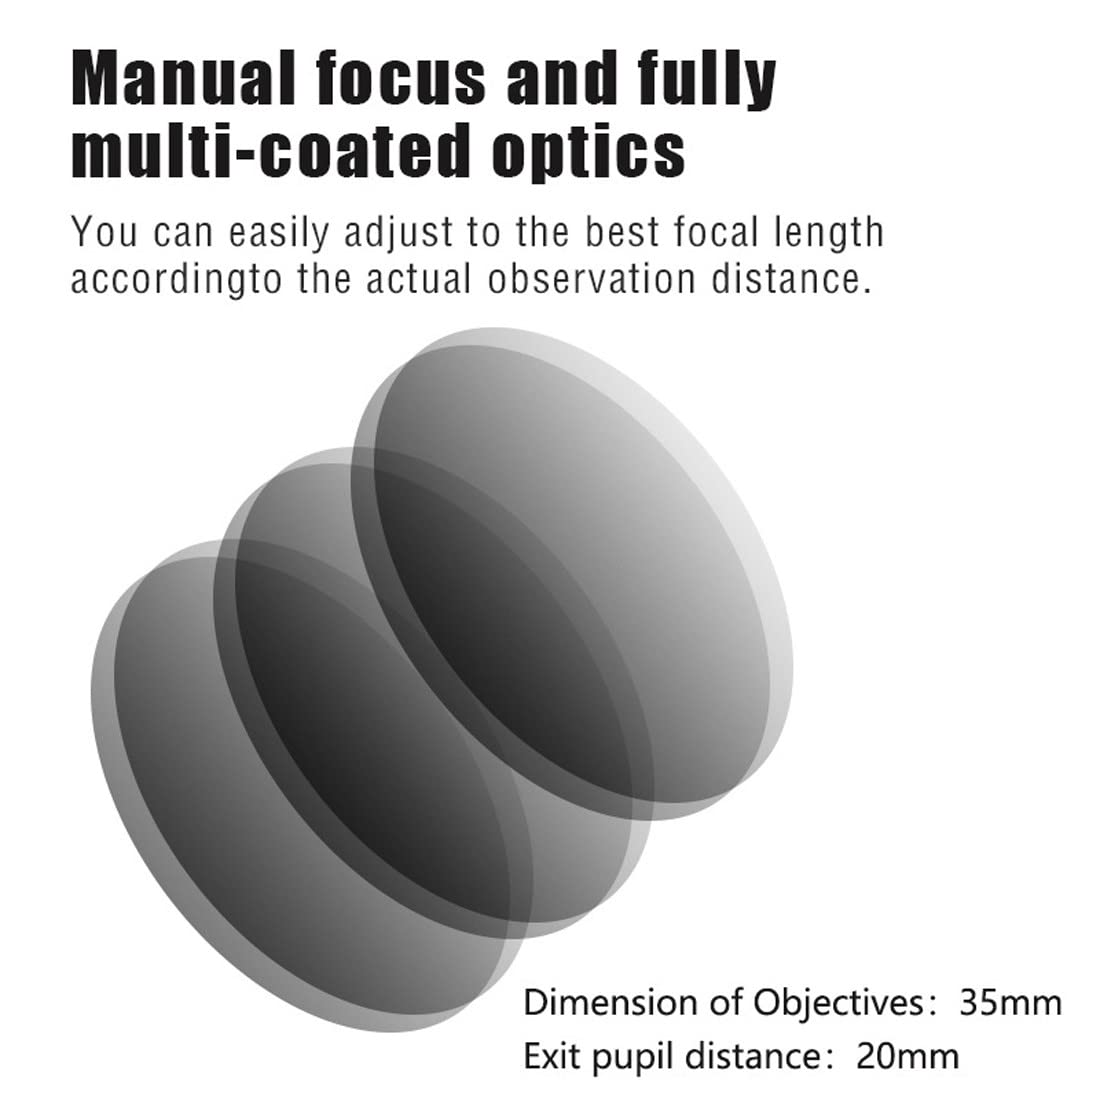 Manual focus and fully
multi-coated optics
You can easily adjust to the best focal length
accordingto the actual observation distance.
Dimension of Objectives: 35mm
Exit pupil distance: 20mm